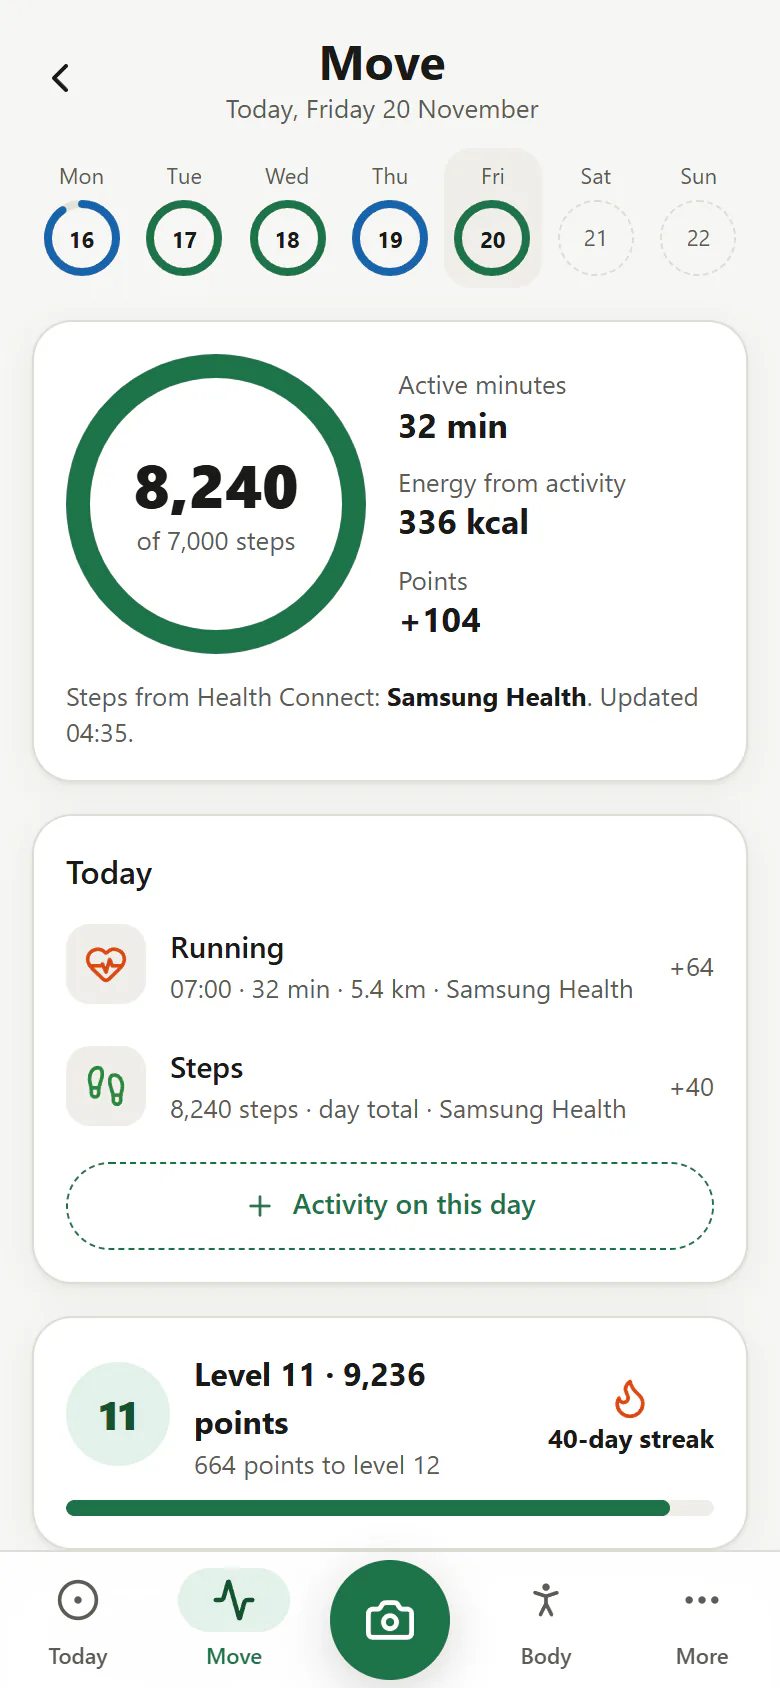 Move
Today, Friday 20 November
Mon Tue Wed Thu Fri Sat Sun
16 17 18 19 20 21 22
8,240
of 7,000 steps
Active minutes
32 min
Energy from activity
336 kcal
Points
+104
Steps from Health Connect: Samsung Health. Updated
04:35.
Today
Running
07:00 · 32 min · 5.4 km · Samsung Health
+64
Steps
8,240 steps · day total · Samsung Health
+40
+ Activity on this day
11
Level 11 · 9,236
points
664 points to level 12
40-day streak
Today Move Body More